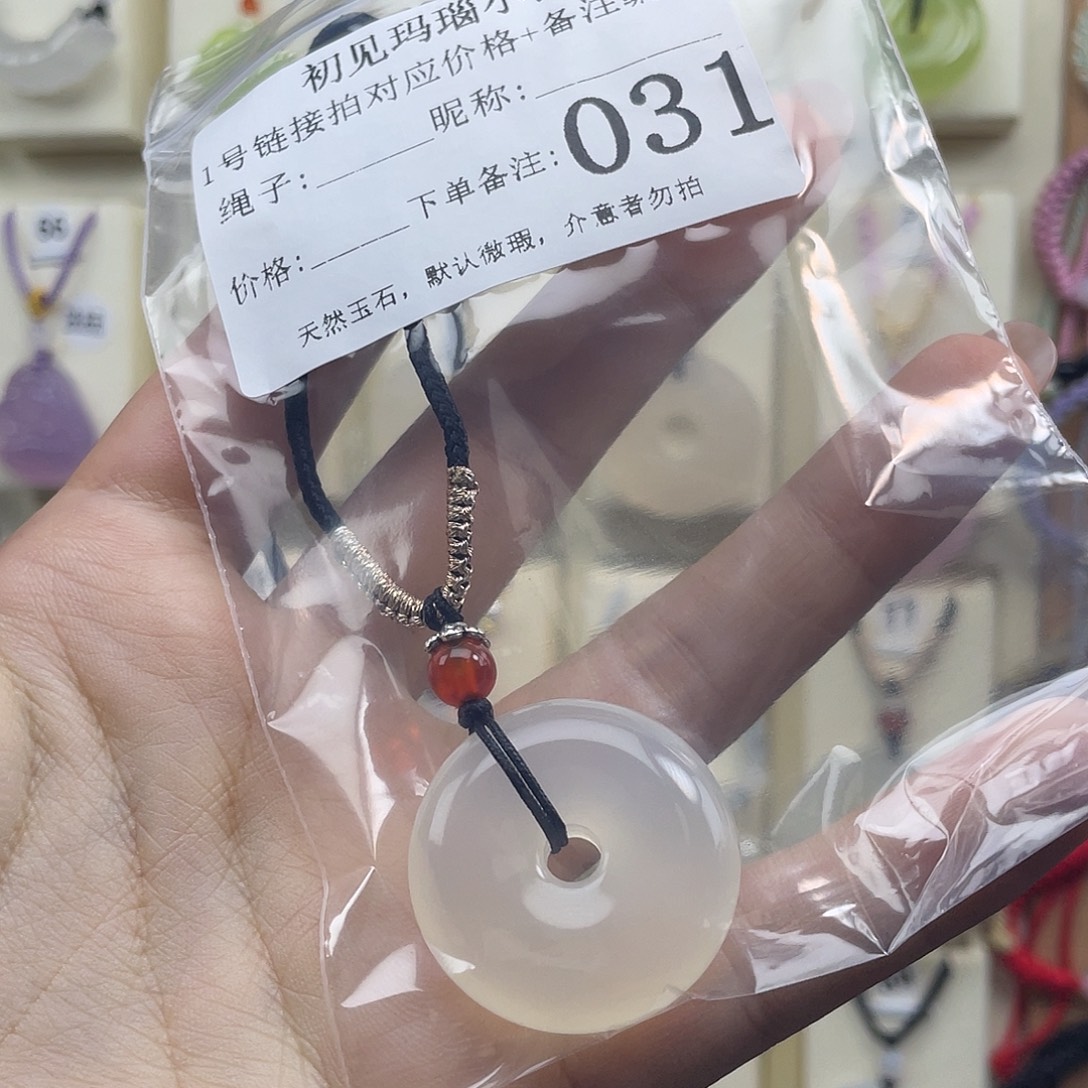 初见玛瑙
1号链接拍对应价格+备注
绳子: 昵称:
价格: 下单备注: 031
天然玉石，默认微瑕，介意者勿拍